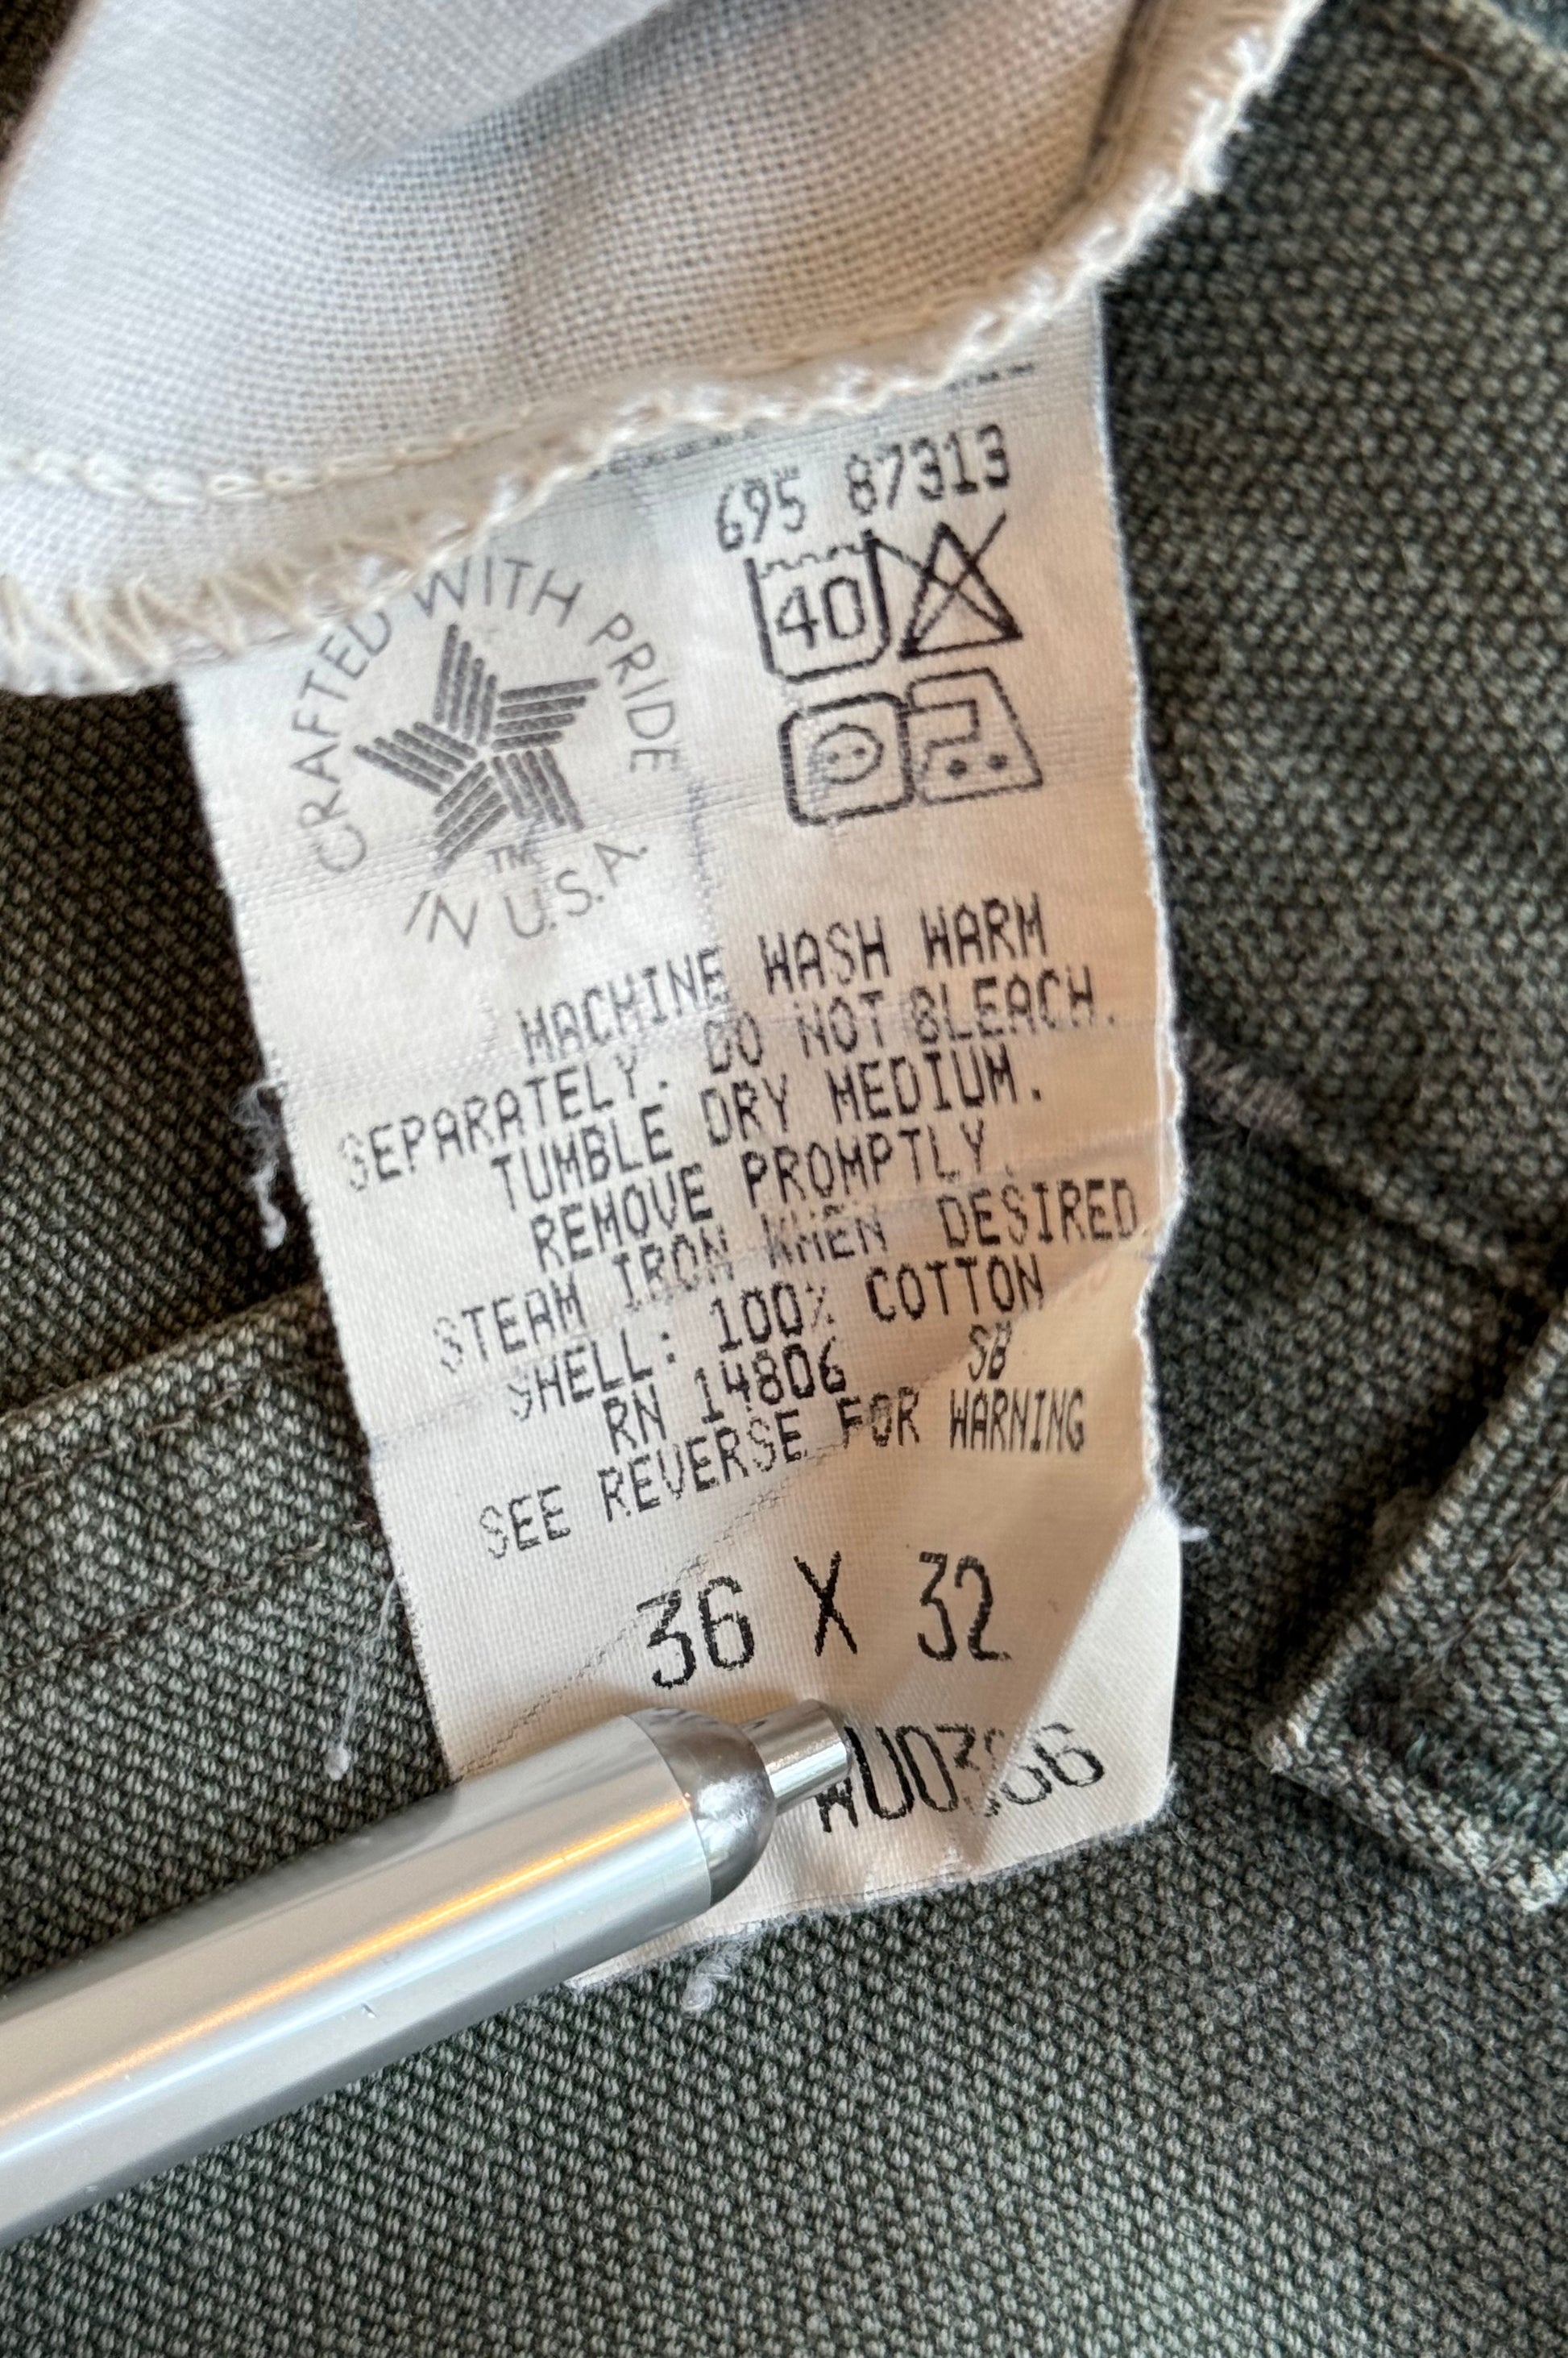 695 87313
40
CRAFTED WITH PRIDE
TM
IN U.S.A.
MACHINE WASH WARM
SEPARATELY. DO NOT BLEACH.
TUMBLE DRY MEDIUM.
REMOVE PROMPTLY.
STEAM IRON WHEN DESIRED
SHELL: 100% COTTON
RN 14806 SB
SEE REVERSE FOR WARNING
36 X 32